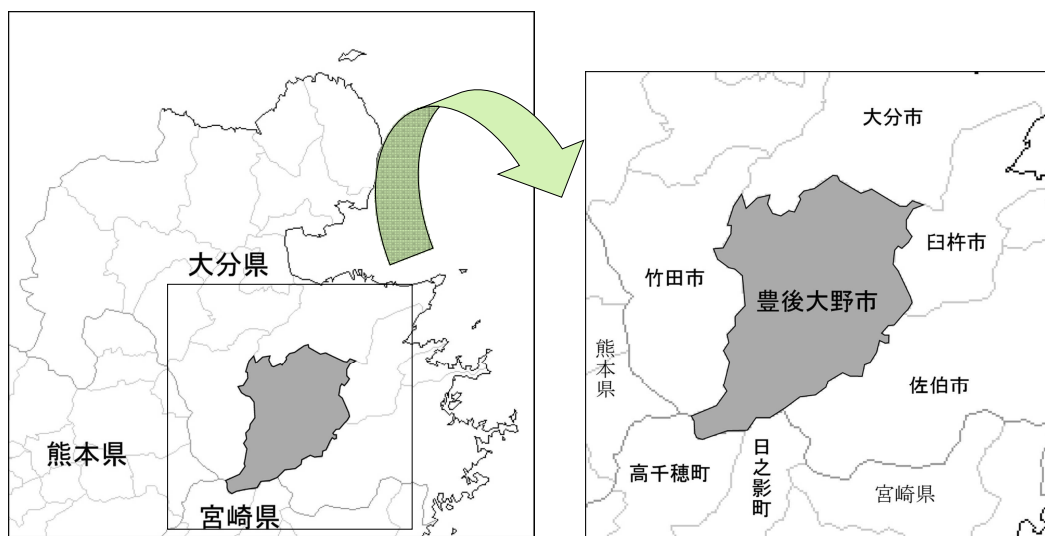 大分県
熊本県
宮崎県
大分市
臼杵市
竹田市
豊後大野市
熊本県
佐伯市
高千穂町
日之影町
宮崎県